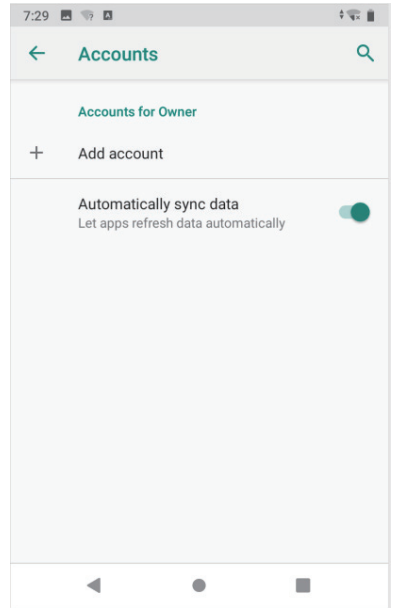 7:29
Accounts
Accounts for Owner
Add account
Automatically sync data
Let apps refresh data automatically